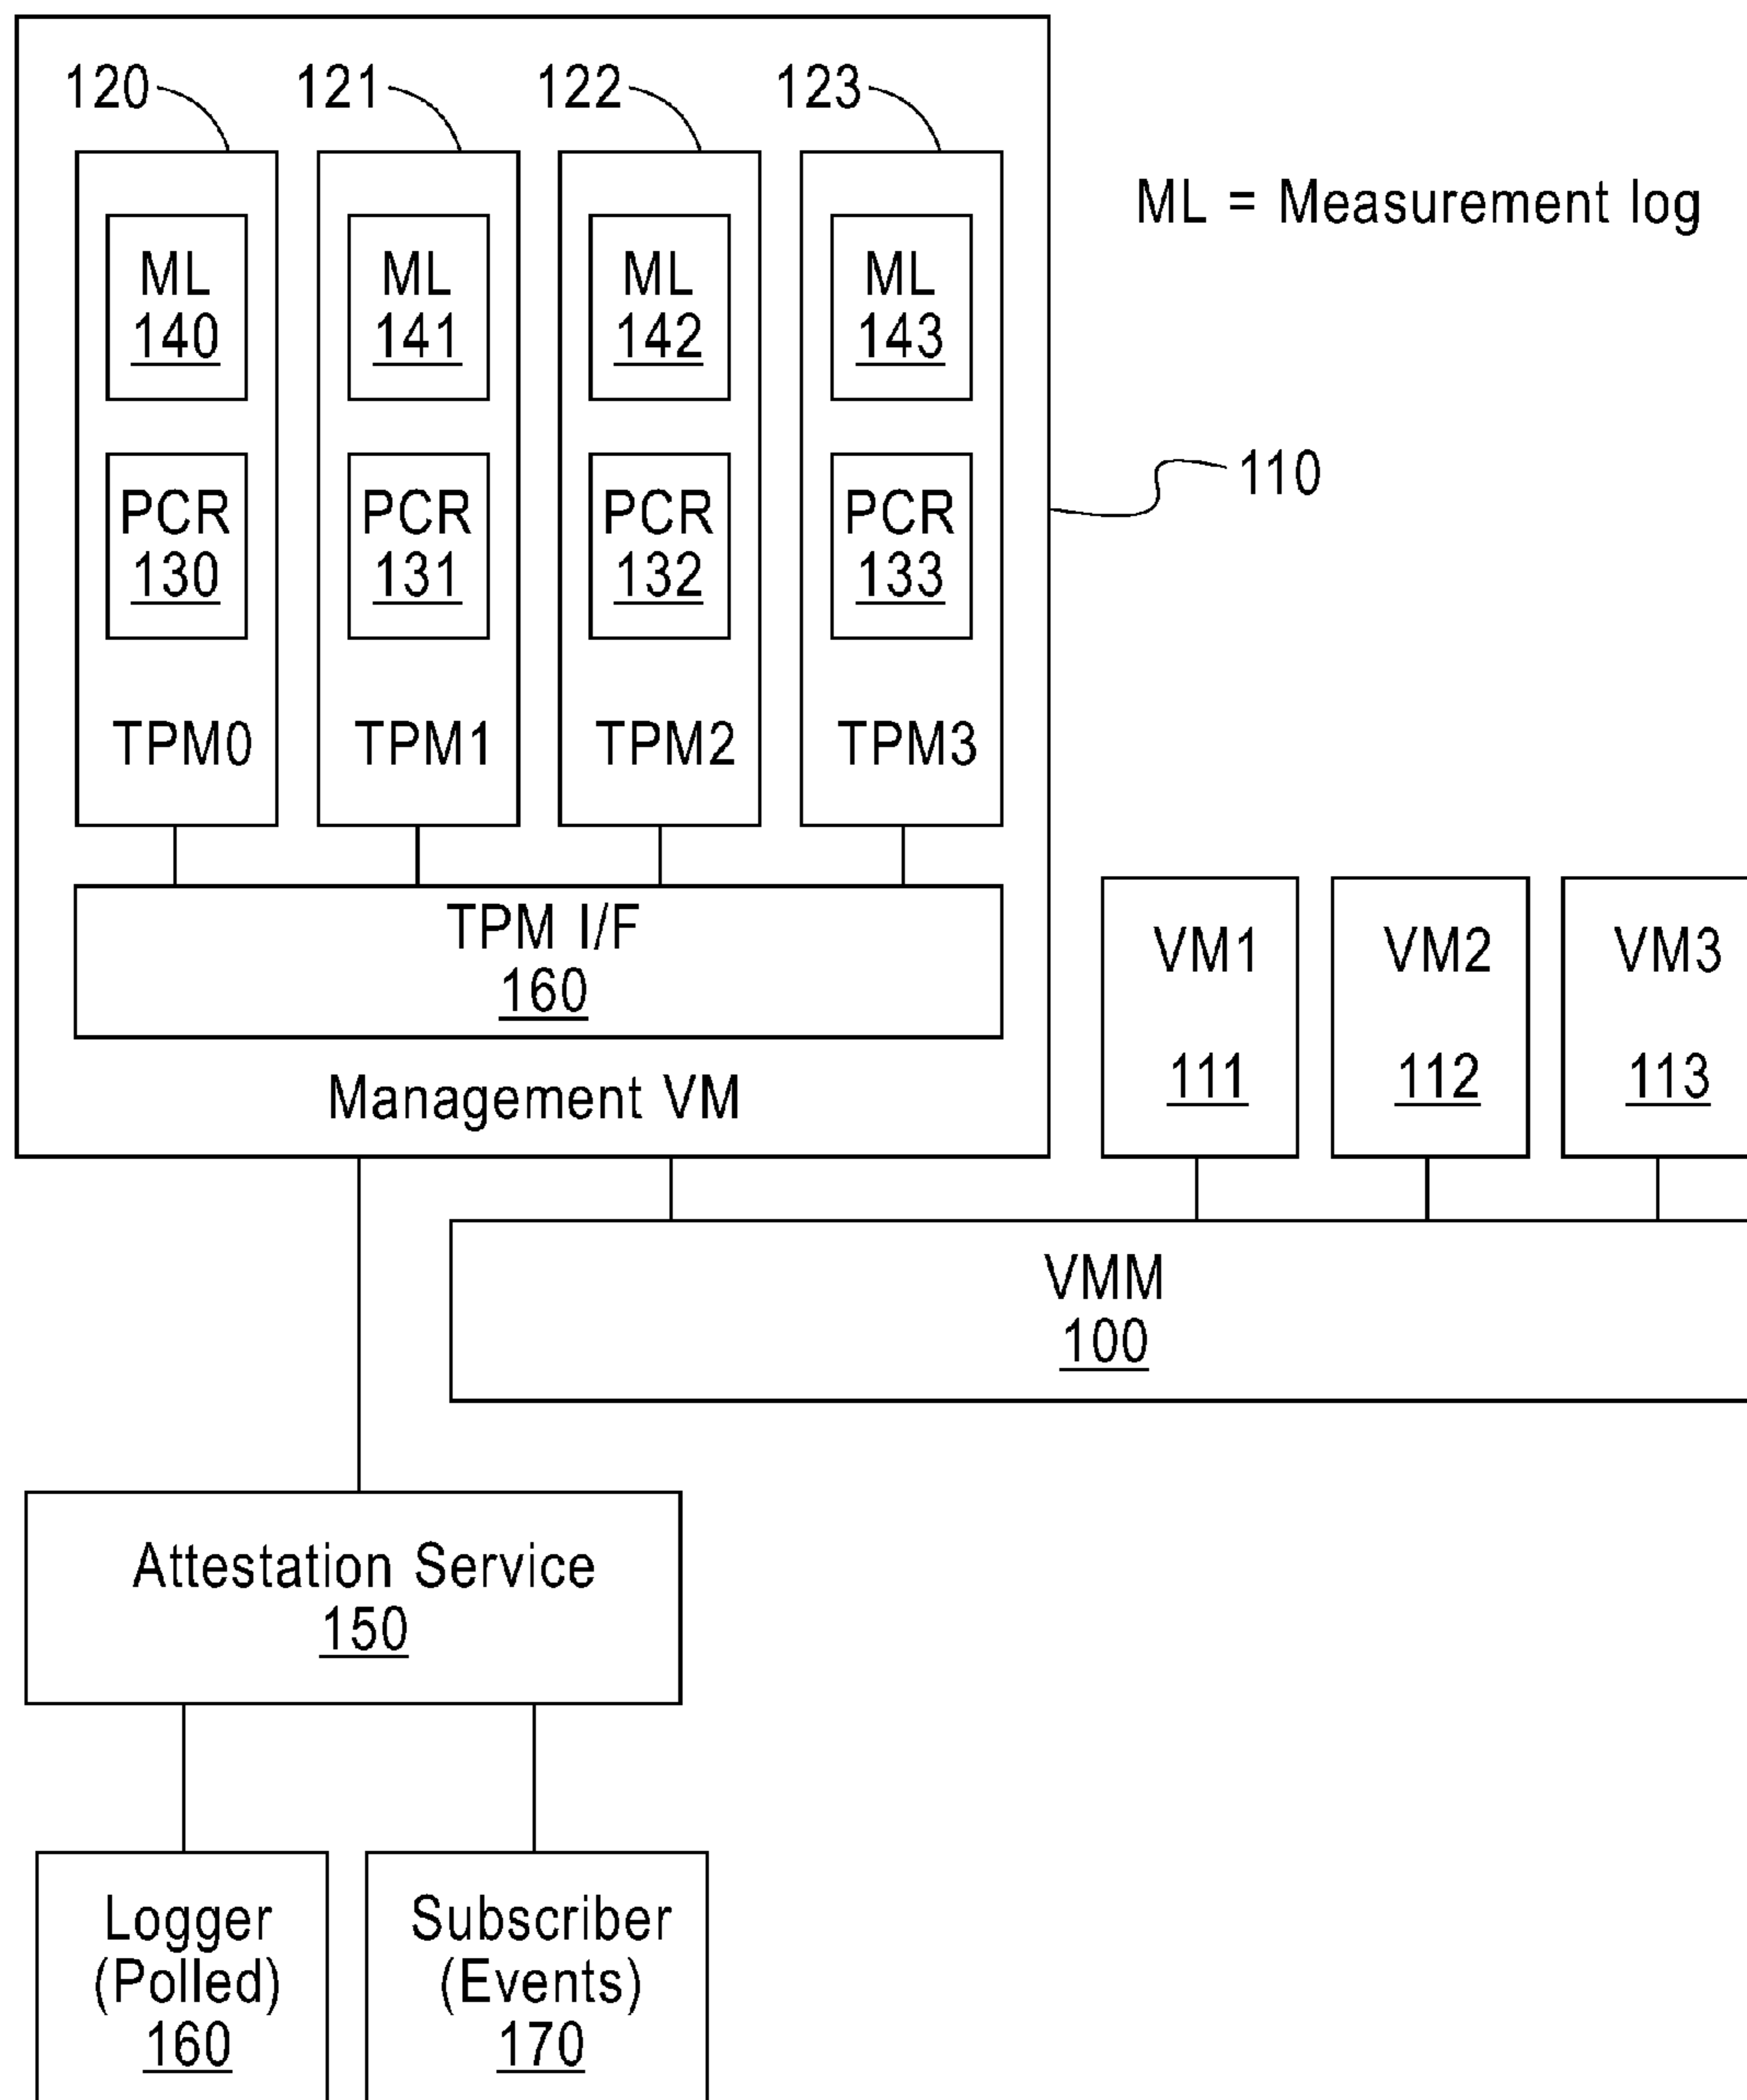 120 121 122 123
ML = Measurement log
ML ML ML ML
140 141 142 143
110
PCR PCR PCR PCR
130 131 132 133
TPM0 TPM1 TPM2 TPM3
TPM I/F
160
Management VM
VM1 VM2 VM3
111 112 113
VMM
100
Attestation Service
150
Logger
(Polled)
160
Subscriber
(Events)
170